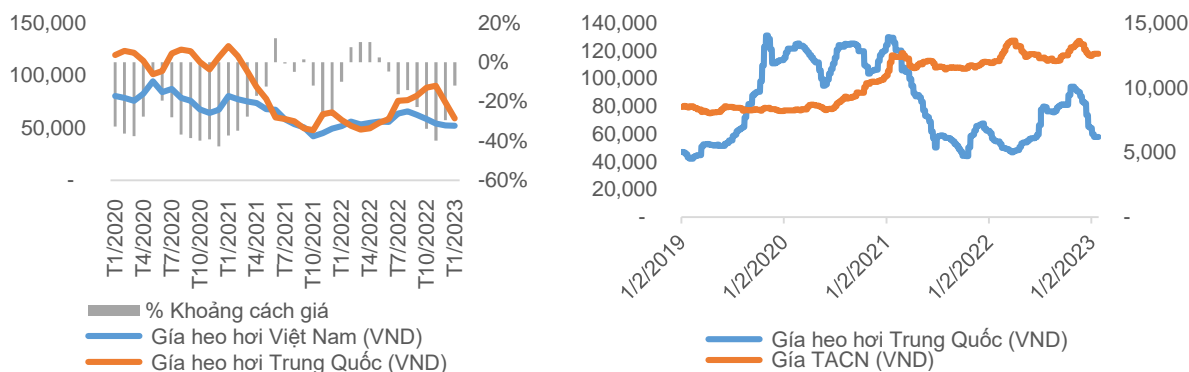 150,000
100,000
50,000
-
20%
0%
-20%
-40%
-60%
T1/2020
T4/2020
T7/2020
T10/2020
T1/2021
T4/2021
T7/2021
T10/2021
T1/2022
T4/2022
T7/2022
T10/2022
T1/2023
% Khoảng cách giá
Gía heo hơi Việt Nam (VND)
Gía heo hơi Trung Quốc (VND)
140,000
120,000
100,000
80,000
60,000
40,000
20,000
-
15,000
10,000
5,000
-
1/2/2019
1/2/2020
1/2/2021
1/2/2022
1/2/2023
Gía heo hơi Trung Quốc (VND)
Gía TACN (VND)